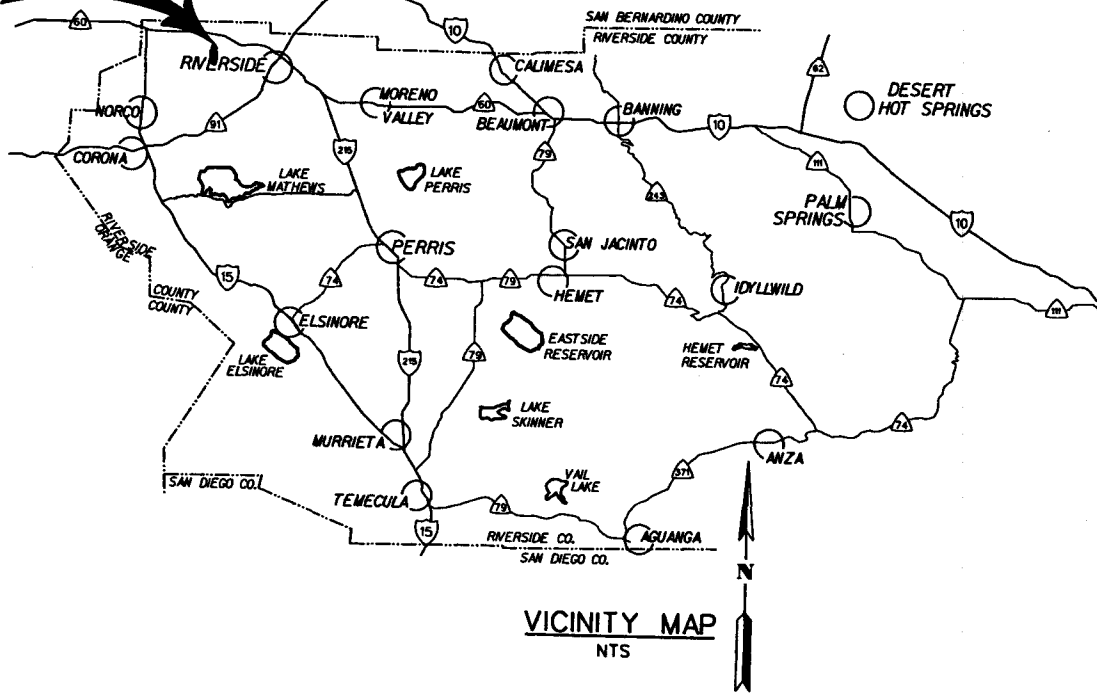 SAN BERNARDINO COUNTY
RIVERSIDE COUNTY
60
10
62
RIVERSIDE
CALIMESA
DESERT
HOT SPRINGS
NORCO
MORENO
VALLEY
60
BEAUMONT
BANNING
10
91
CORONA
215
79
111
LAKE
MATHEWS
LAKE
PERRIS
243
PALM
SPRINGS
10
RIVERSIDE
ORANGE
PERRIS
SAN JACINTO
15
74
74
79
HEMET
74
IDYLLWILD
111
COUNTY
COUNTY
ELSINORE
LAKE
ELSINORE
EASTSIDE
RESERVOIR
HEMET
RESERVOIR
79
215
74
LAKE
SKINNER
74
MURRIETA
ANZA
371
SAN DIEGO CO.
VAIL
LAKE
TEMECULA
79
15
RIVERSIDE CO.
SAN DIEGO CO.
AGUANGA
N
VICINITY MAP
NTS